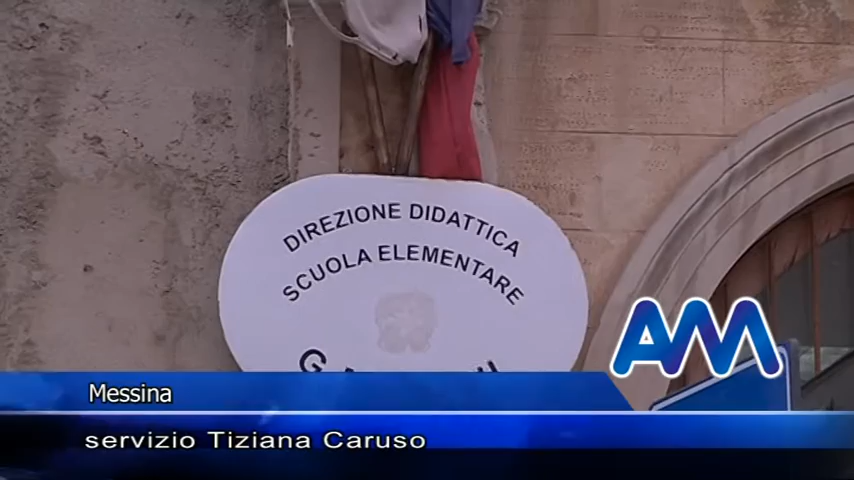 DIREZIONE DIDATTICA
SCUOLA ELEMENTARE
AM
Messina
servizio Tiziana Caruso